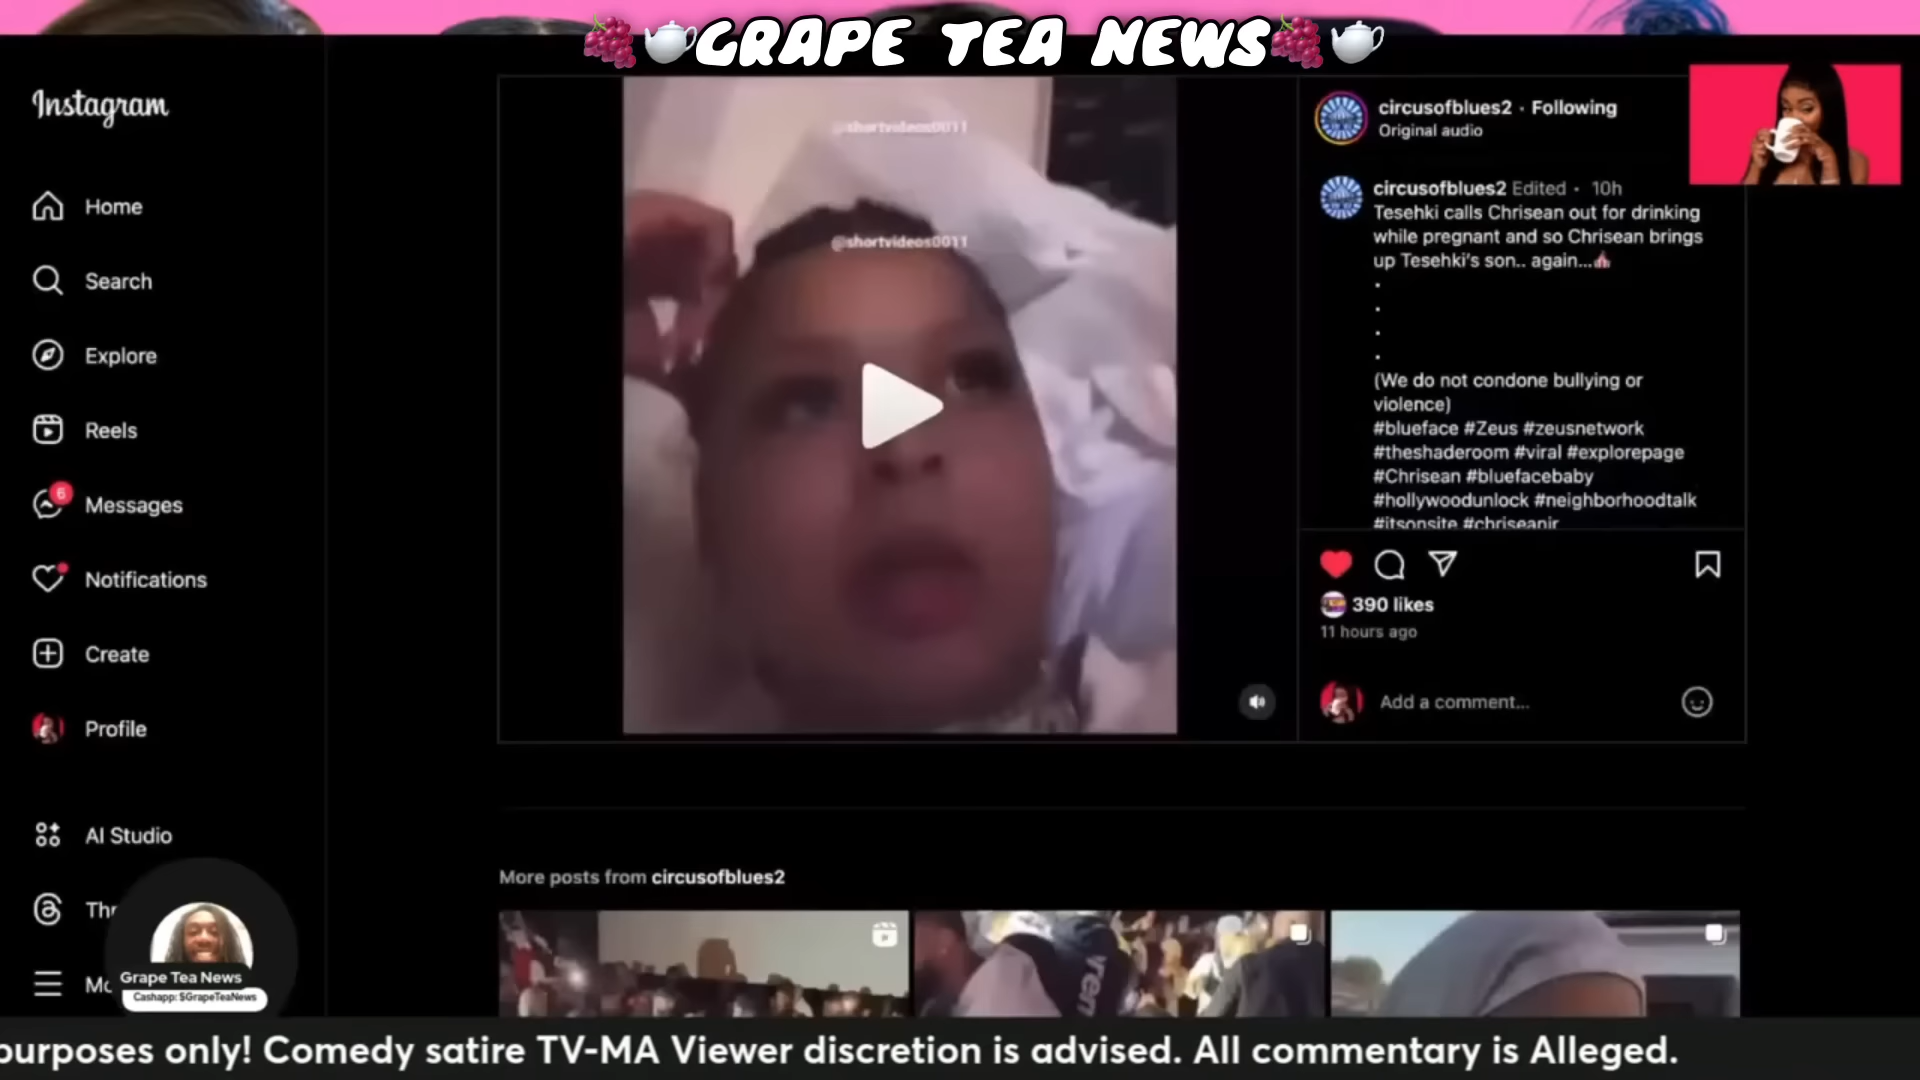 GRAPE TEA NEWS
Instagram
Home
Search
Explore
Reels
6
Messages
Notifications
Create
Profile
AI Studio
@shortvideos0011
@shortvideos0011
circusofblues2 · Following
Original audio
circusofblues2 Edited · 10h
Tesehki calls Chrisean out for drinking
while pregnant and so Chrisean brings
up Tesehki's son.. again...
.
.
.
.
(We do not condone bullying or
violence)
#blueface #Zeus #zeusnetwork
#theshaderoom #viral #explorepage
#Chrisean #bluefacebaby
#hollywoodunlock #neighborhoodtalk
#itsonsite #chriseanjr
390 likes
11 hours ago
Add a comment...
More posts from circusofblues2
Grape Tea News
Cashapp: $GrapeTeaNews
purposes only! Comedy satire TV-MA Viewer discretion is advised. All commentary is Alleged.